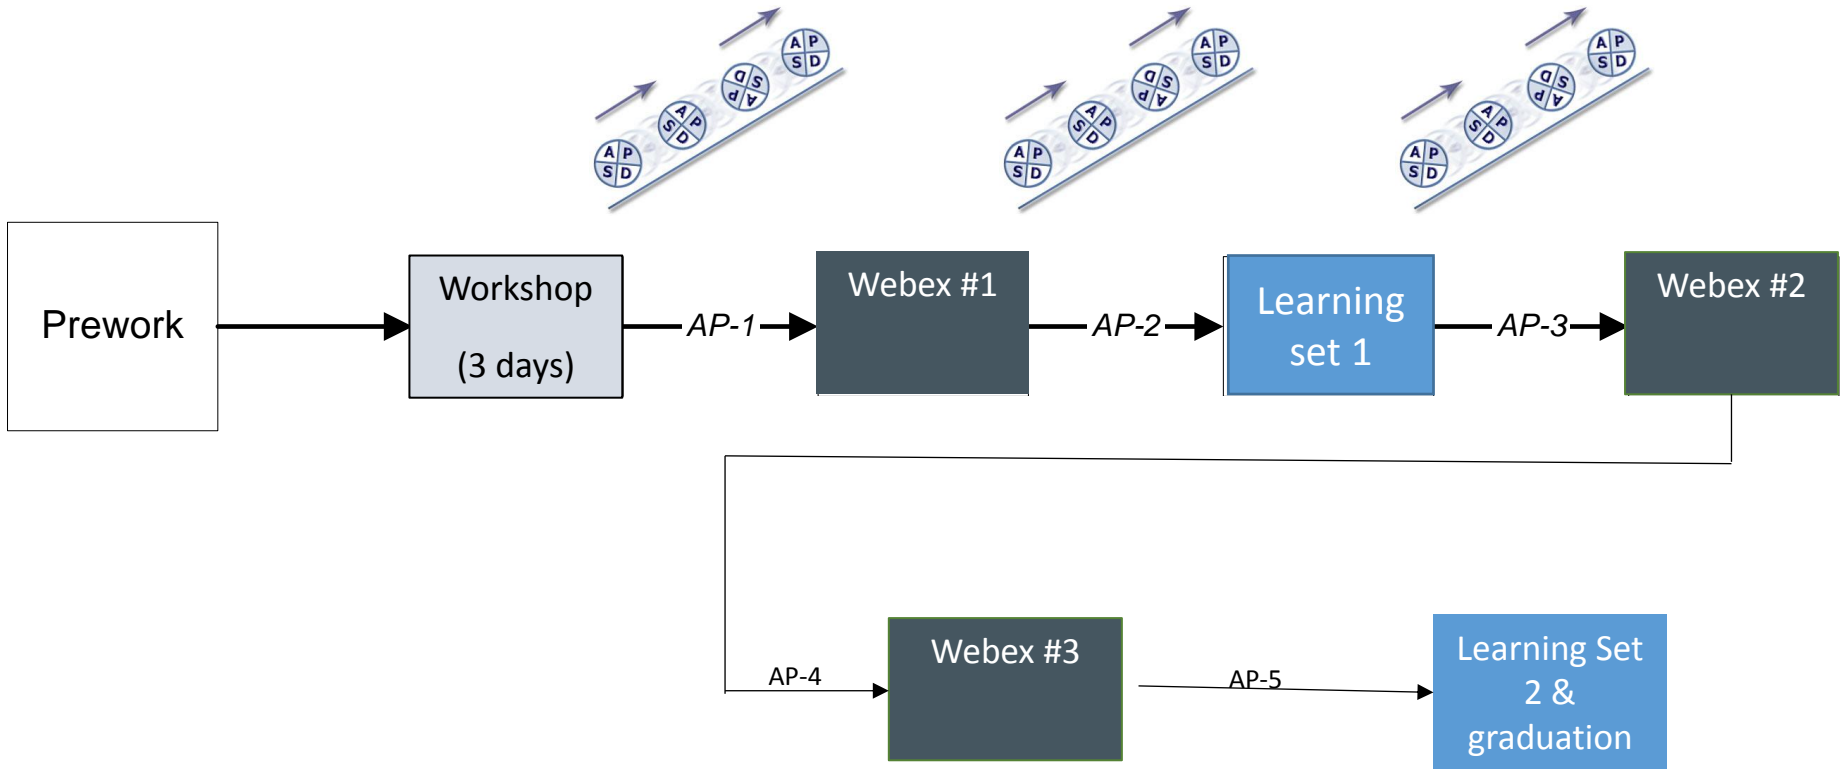 A P
S D
A P
S D
A P
S D
A P
S D
A P
S D
A P
S D
A P
S D
A P
S D
A P
S D
A P
S D
A P
S D
A P
S D
Prework
Workshop
(3 days)
AP-1
Webex #1
AP-2
Learning
set 1
AP-3
Webex #2
AP-4
Webex #3
AP-5
Learning Set
2 &
graduation